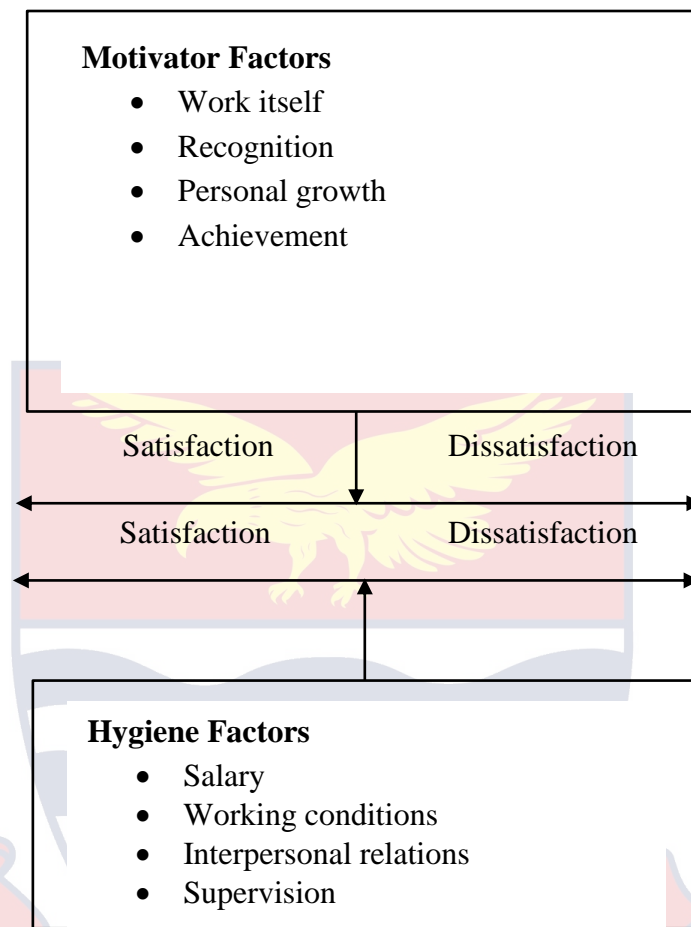 Motivator Factors
• Work itself
• Recognition
• Personal growth
• Achievement
Satisfaction Dissatisfaction
Satisfaction Dissatisfaction
Hygiene Factors
• Salary
• Working conditions
• Interpersonal relations
• Supervision